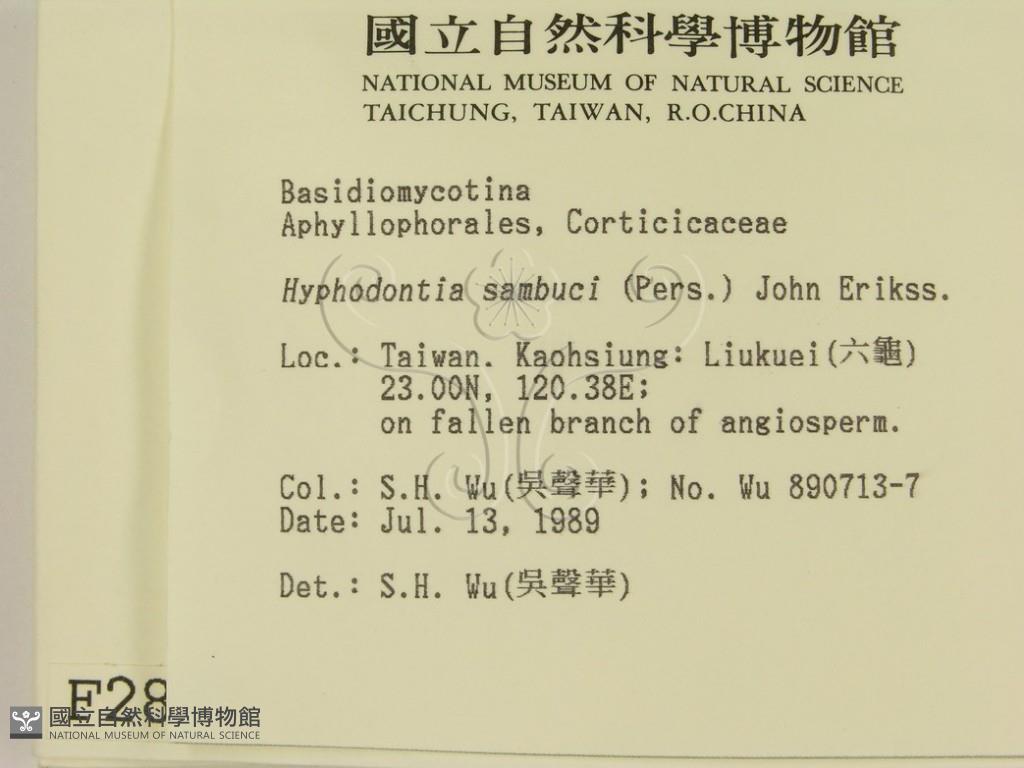 國立自然科學博物館
NATIONAL MUSEUM OF NATURAL SCIENCE
TAICHUNG, TAIWAN, R.O.CHINA
Basidiomycotina
Aphyllophorales, Corticicaceae
Hyphodontia sambuci (Pers.) John Erikss.
Loc.: Taiwan. Kaohsiung: Liukuei(六龜)
23.00N, 120.38E;
on fallen branch of angiosperm.
Col.: S.H. Wu(吳聲華); No. Wu 890713-7
Date: Jul. 13, 1989
Det.: S.H. Wu(吳聲華)
F28
國立自然科學博物館
NATIONAL MUSEUM OF NATURAL SCIENCE